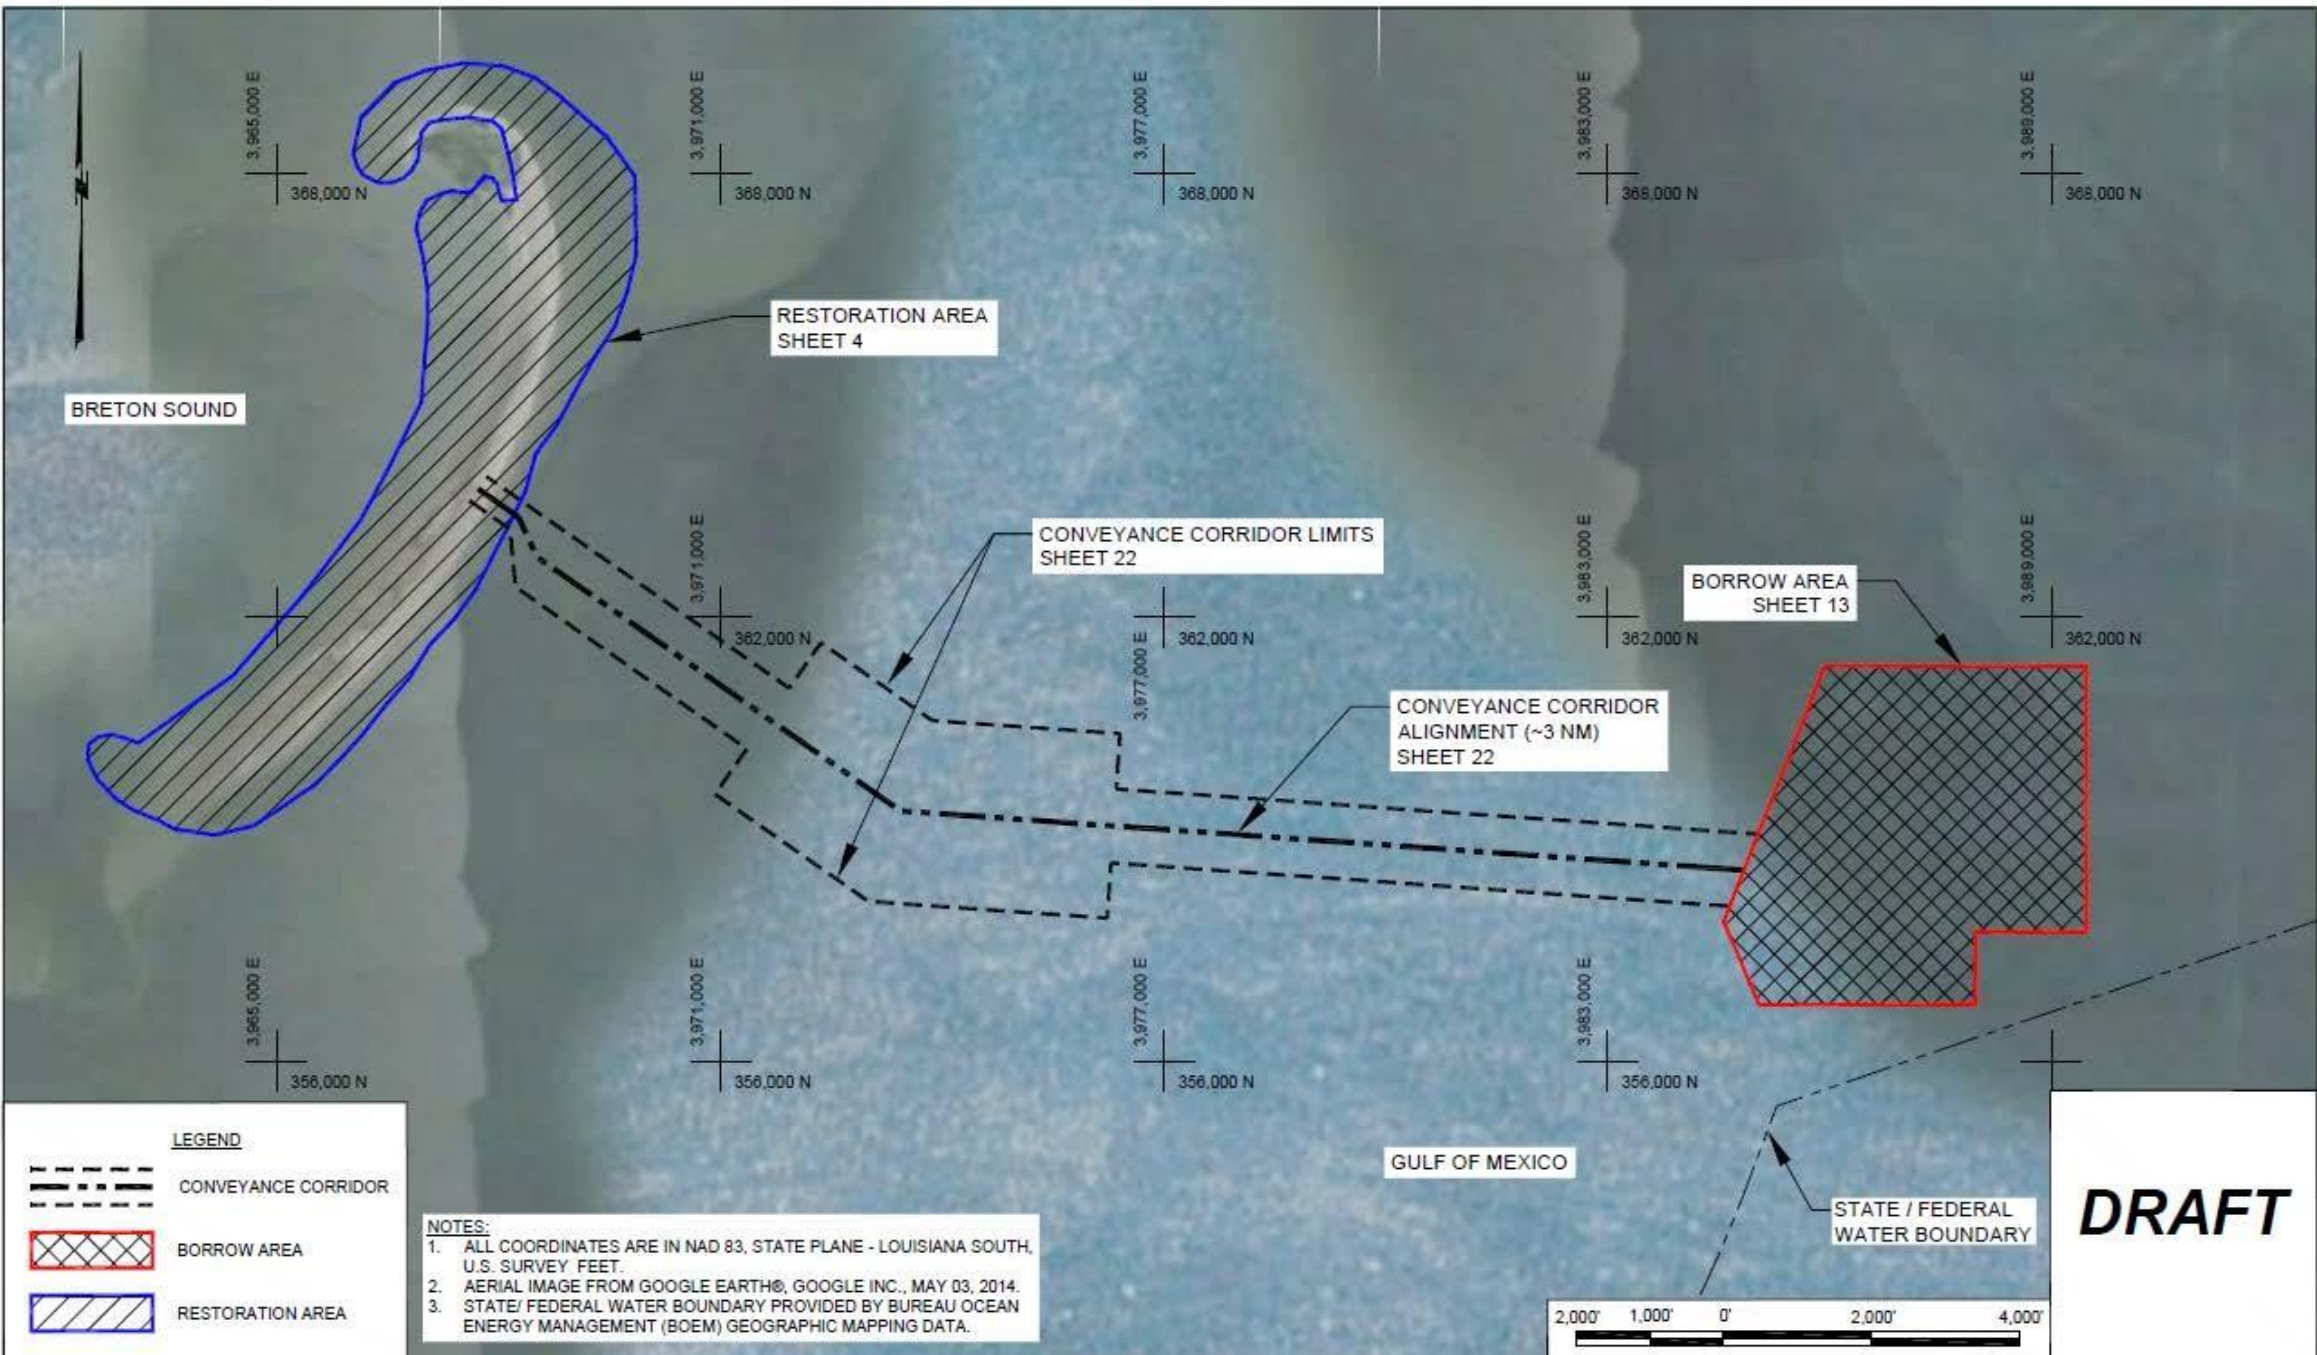 3,965,000 E
3,971,000 E
3,977,000 E
3,983,000 E
3,989,000 E
368,000 N
368,000 N
368,000 N
368,000 N
368,000 N
N
RESTORATION AREA
SHEET 4
BRETON SOUND
CONVEYANCE CORRIDOR LIMITS
SHEET 22
3,971,000 E
3,983,000 E
3,989,000 E
BORROW AREA
SHEET 13
362,000 N
362,000 N
362,000 N
362,000 N
3,977,000 E
CONVEYANCE CORRIDOR
ALIGNMENT (~3 NM)
SHEET 22
3,965,000 E
3,971,000 E
3,977,000 E
3,983,000 E
356,000 N
356,000 N
356,000 N
356,000 N
GULF OF MEXICO
STATE / FEDERAL
WATER BOUNDARY
DRAFT
LEGEND
CONVEYANCE CORRIDOR
BORROW AREA
RESTORATION AREA
NOTES:
1. ALL COORDINATES ARE IN NAD 83, STATE PLANE - LOUISIANA SOUTH,
U.S. SURVEY FEET.
2. AERIAL IMAGE FROM GOOGLE EARTH®, GOOGLE INC., MAY 03, 2014.
3. STATE/ FEDERAL WATER BOUNDARY PROVIDED BY BUREAU OCEAN
ENERGY MANAGEMENT (BOEM) GEOGRAPHIC MAPPING DATA.
2,000' 1,000' 0' 2,000' 4,000'